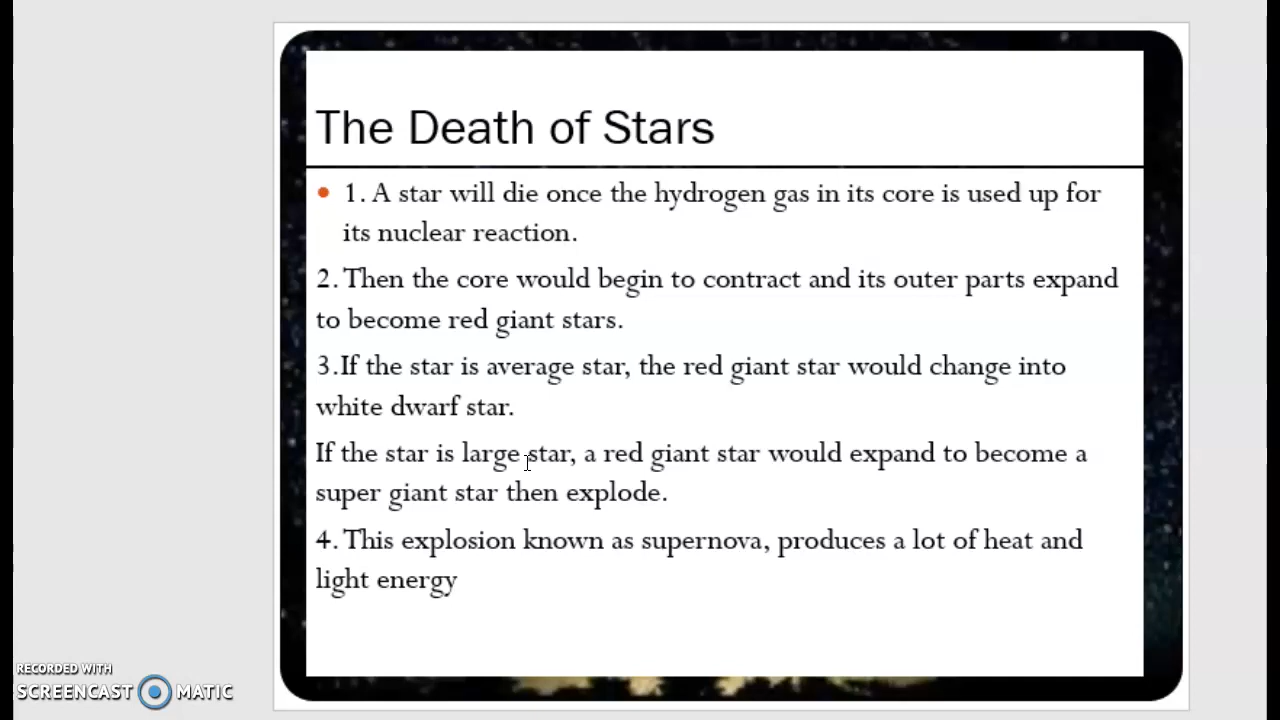 The Death of Stars
1. A star will die once the hydrogen gas in its core is used up for
its nuclear reaction.
2. Then the core would begin to contract and its outer parts expand
to become red giant stars.
3.If the star is average star, the red giant star would change into
white dwarf star.
If the star is large star, a red giant star would expand to become a
super giant star then explode.
4. This explosion known as supernova, produces a lot of heat and
light energy
RECORDED WITH
SCREENCAST MATIC